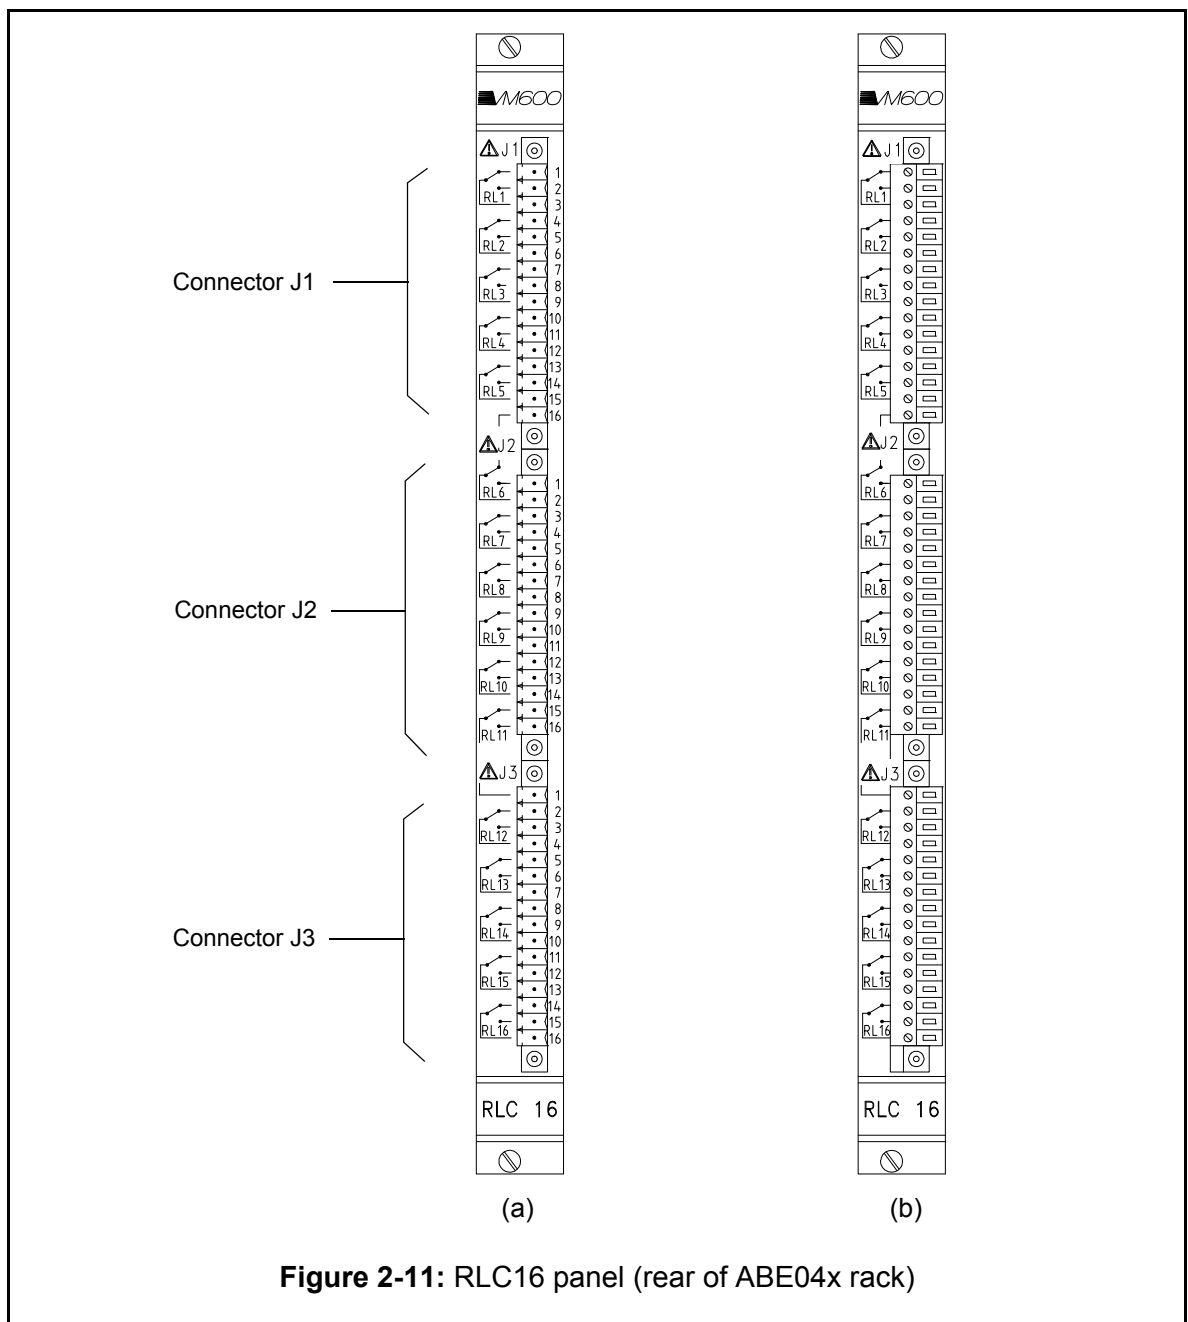 VM600
VM600
J1
J1
1
RL1
2
RL1
3
4
RL2
5
RL2
6
7
Connector J1
RL3
8
RL3
9
10
RL4
11
RL4
12
13
RL5
14
RL5
15
16
J2
J2
RL6
1
RL6
2
3
RL7
4
RL7
5
6
RL8
7
RL8
8
Connector J2
9
RL9
10
RL9
11
12
RL10
13
RL10
14
15
RL11
16
RL11
J3
J3
1
2
RL12
3
RL12
4
5
RL13
6
RL13
7
8
Connector J3
RL14
9
RL14
10
11
RL15
12
RL15
13
14
RL16
15
RL16
16
RLC 16
RLC 16
(a)
(b)
Figure 2-11: RLC16 panel (rear of ABE04x rack)